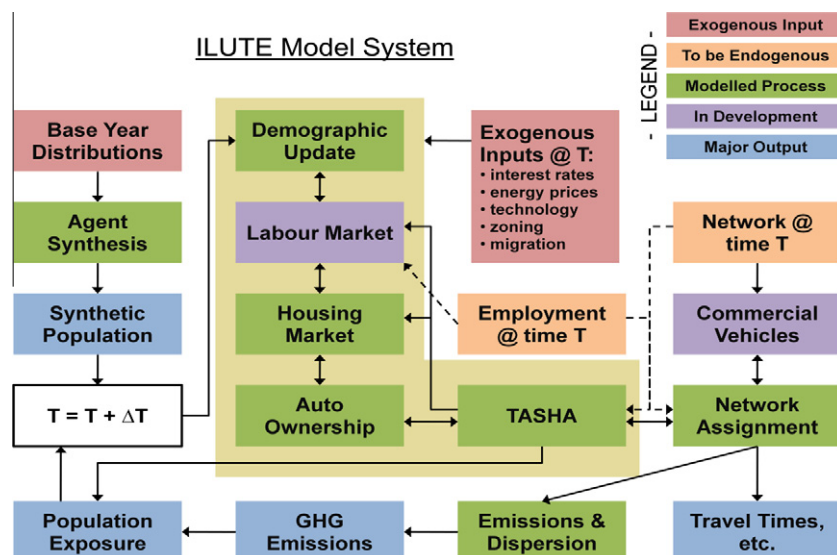 ILUTE Model System
- LEGEND -
Exogenous Input
To be Endogenous
Modelled Process
In Development
Major Output
Base Year
Distributions
Agent
Synthesis
Synthetic
Population
T = T + ΔT
Population
Exposure
Demographic
Update
Labour Market
Housing
Market
Auto
Ownership
GHG
Emissions
Exogenous
Inputs @ T:
• interest rates
• energy prices
• technology
• zoning
• migration
Employment
@ time T
TASHA
Emissions &
Dispersion
Network @
time T
Commercial
Vehicles
Network
Assignment
Travel Times,
etc.